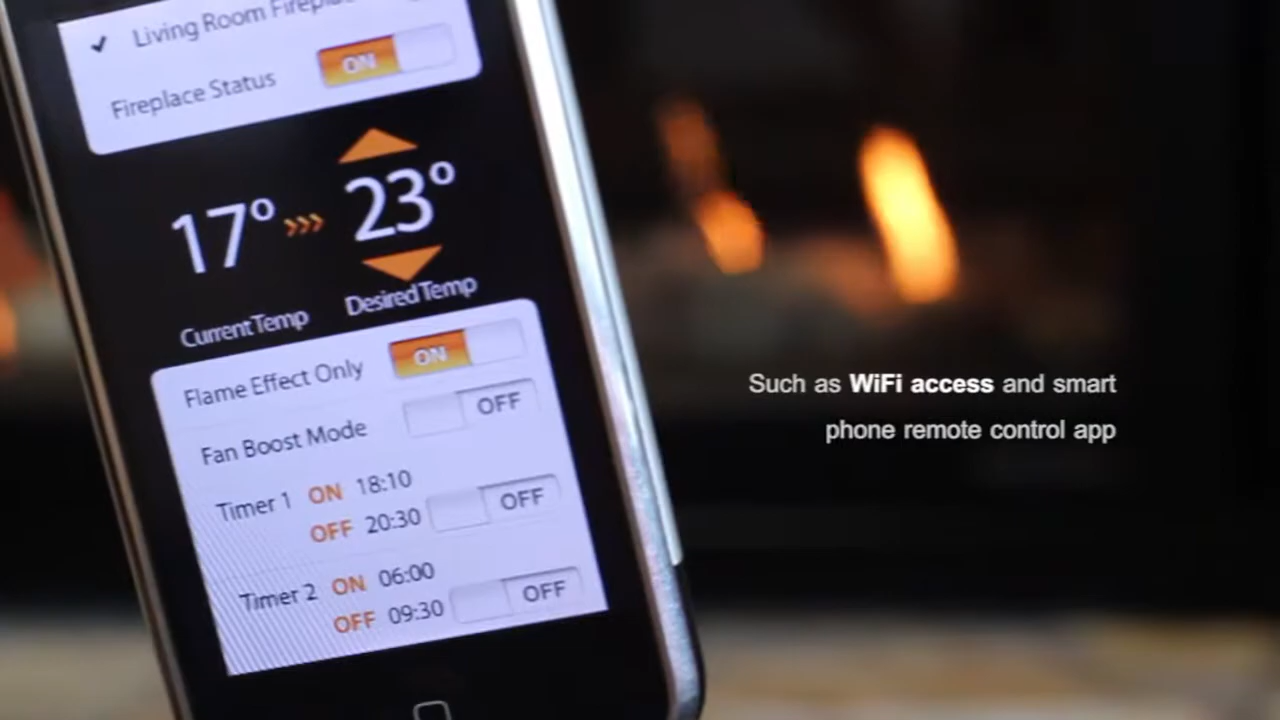 ✓ Living Room
Fireplace Status ON
17° >>> 23°
Current Temp Desired Temp
Flame Effect Only ON
Fan Boost Mode OFF
Timer 1 ON 18:10
OFF 20:30 OFF
Timer 2 ON 06:00
OFF 09:30 OFF
Such as WiFi access and smart
phone remote control app